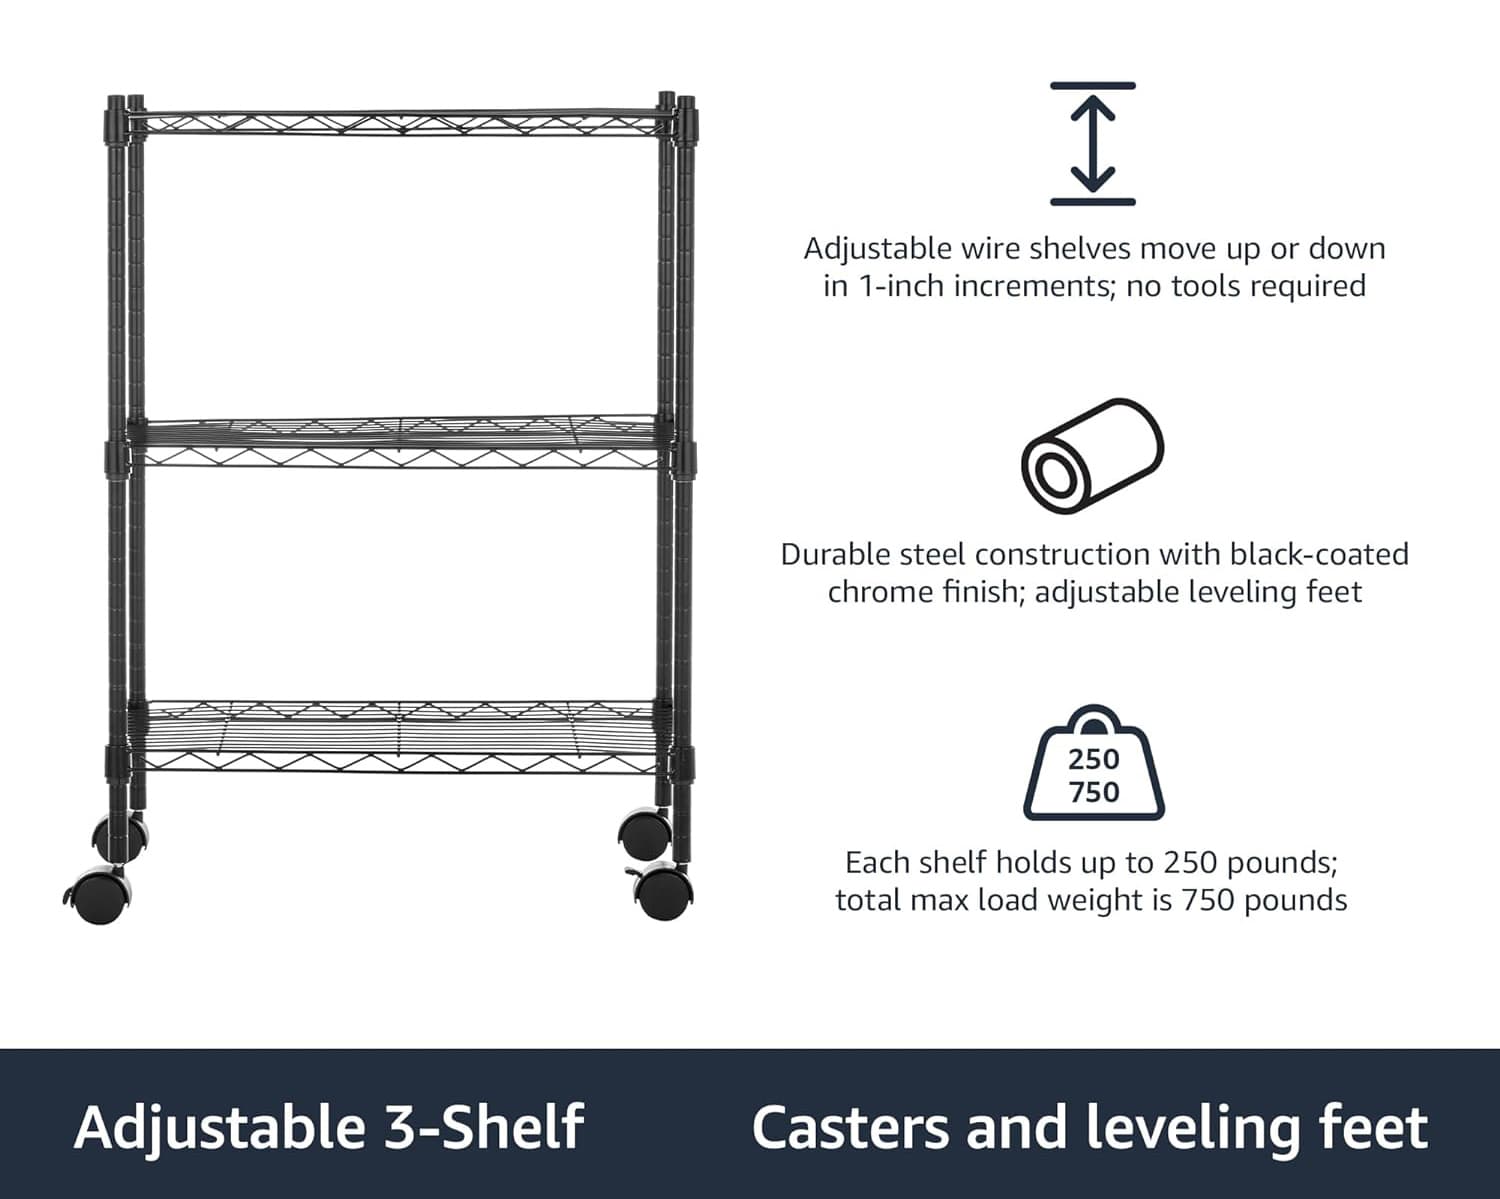 Adjustable wire shelves move up or down
in 1-inch increments; no tools required
Durable steel construction with black-coated
chrome finish; adjustable leveling feet
250
750
Each shelf holds up to 250 pounds;
total max load weight is 750 pounds
Adjustable 3-Shelf
Casters and leveling feet